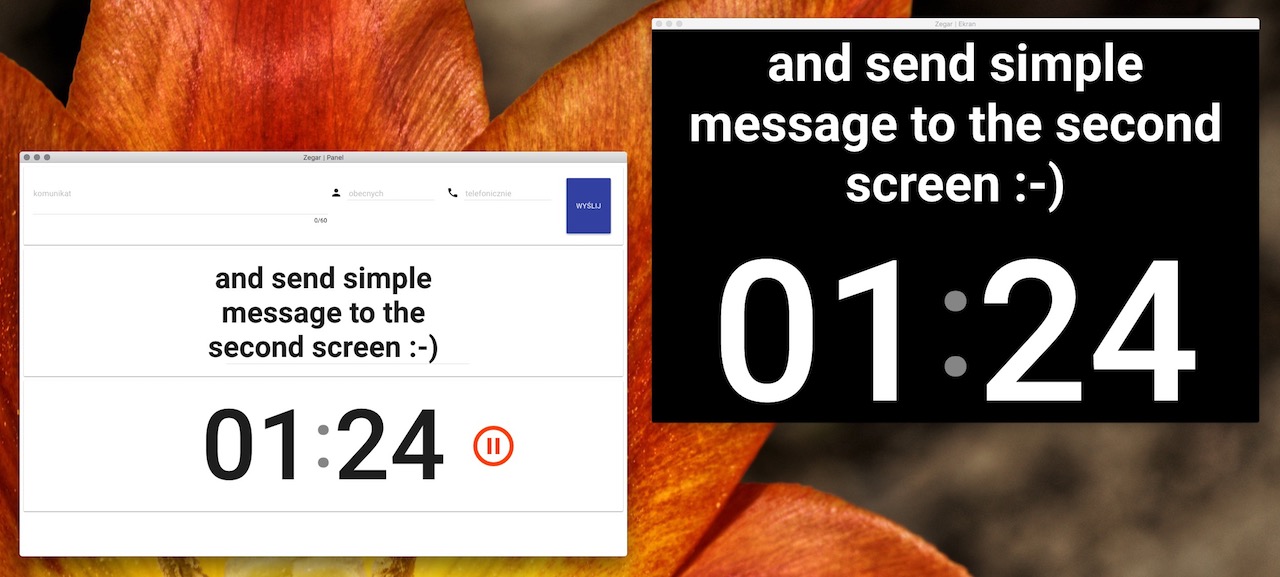 Zegar | Panel
komunikat
obecnych
telefonicznie
WYŚLIJ
0/60
and send simple
message to the
second screen :-)
01:24
Zegar | Ekran
and send simple
message to the second
screen :-)
01:24